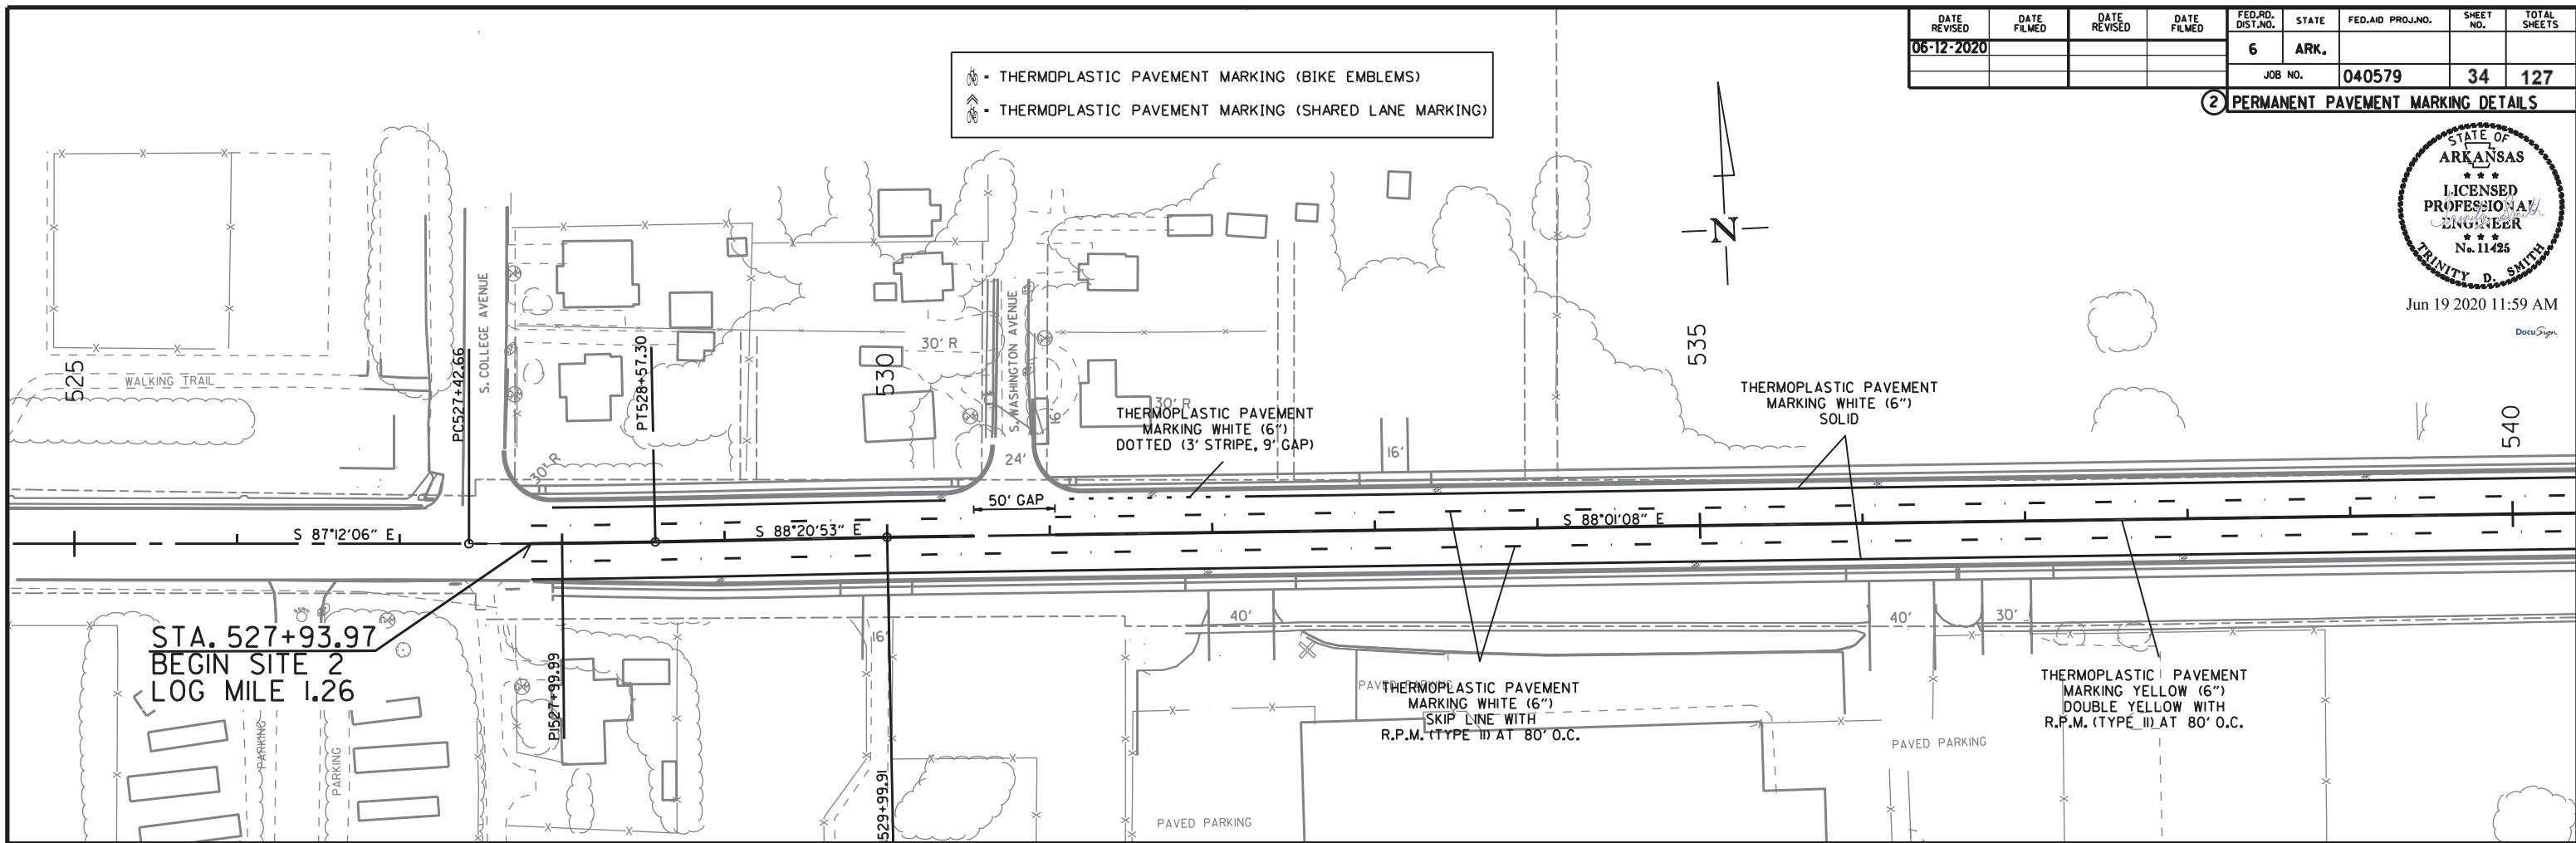 DATE REVISED
DATE FILMED
DATE REVISED
DATE FILMED
FED.RD. DIST.NO.
STATE
FED.AID PROJ.NO.
SHEET NO.
TOTAL SHEETS
06-12-2020
6
ARK.
JOB NO.
040579
34
127
2 PERMANENT PAVEMENT MARKING DETAILS
- THERMOPLASTIC PAVEMENT MARKING (BIKE EMBLEMS)
- THERMOPLASTIC PAVEMENT MARKING (SHARED LANE MARKING)
STATE OF
ARKANSAS
★ ★ ★
LICENSED
PROFESSIONAL
ENGINEER
★ ★ ★
No. 11425
TRINITY D. SMITH
Jun 19 2020 11:59 AM
DocuSign
N
525
WALKING TRAIL
PC527+42.66
S. COLLEGE AVENUE
PT528+57.30
530
30' R
S. WASHINGTON AVENUE
16'
30' R
535
540
THERMOPLASTIC PAVEMENT
MARKING WHITE (6")
DOTTED (3' STRIPE, 9' GAP)
THERMOPLASTIC PAVEMENT
MARKING WHITE (6")
SOLID
30' R
24'
16'
50' GAP
S 87°12'06" E
S 88°20'53" E
S 88°01'08" E
STA. 527+93.97
BEGIN SITE 2
LOG MILE 1.26
PI527+99.99
16'
529+99.91
40'
40'
30'
PAVED PARKING
THERMOPLASTIC PAVEMENT
MARKING WHITE (6")
SKIP LINE WITH
R.P.M. (TYPE II) AT 80' O.C.
THERMOPLASTIC PAVEMENT
MARKING YELLOW (6")
DOUBLE YELLOW WITH
R.P.M. (TYPE II) AT 80' O.C.
PARKING
PARKING
PAVED PARKING
PAVED PARKING